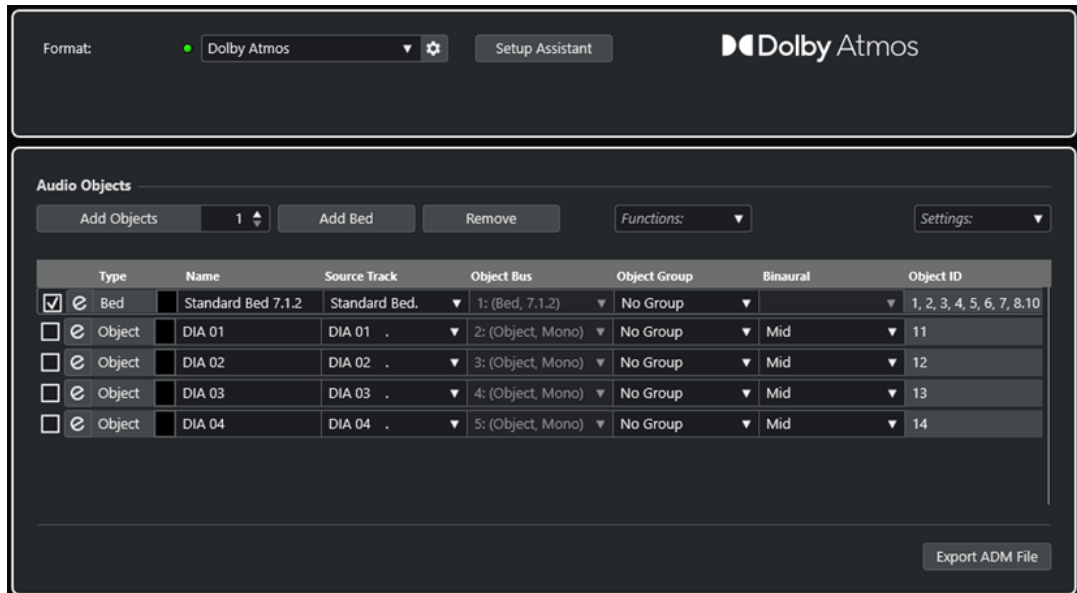 Format: Dolby Atmos Setup Assistant Dolby Atmos
Audio Objects
Add Objects 1 Add Bed Remove Functions: Settings:
Type Name Source Track Object Bus Object Group Binaural Object ID
e Bed Standard Bed 7.1.2 Standard Bed. 1: (Bed, 7.1.2) No Group 1, 2, 3, 4, 5, 6, 7, 8.10
e Object DIA 01 DIA 01 . 2: (Object, Mono) No Group Mid 11
e Object DIA 02 DIA 02 . 3: (Object, Mono) No Group Mid 12
e Object DIA 03 DIA 03 . 4: (Object, Mono) No Group Mid 13
e Object DIA 04 DIA 04 . 5: (Object, Mono) No Group Mid 14
Export ADM File